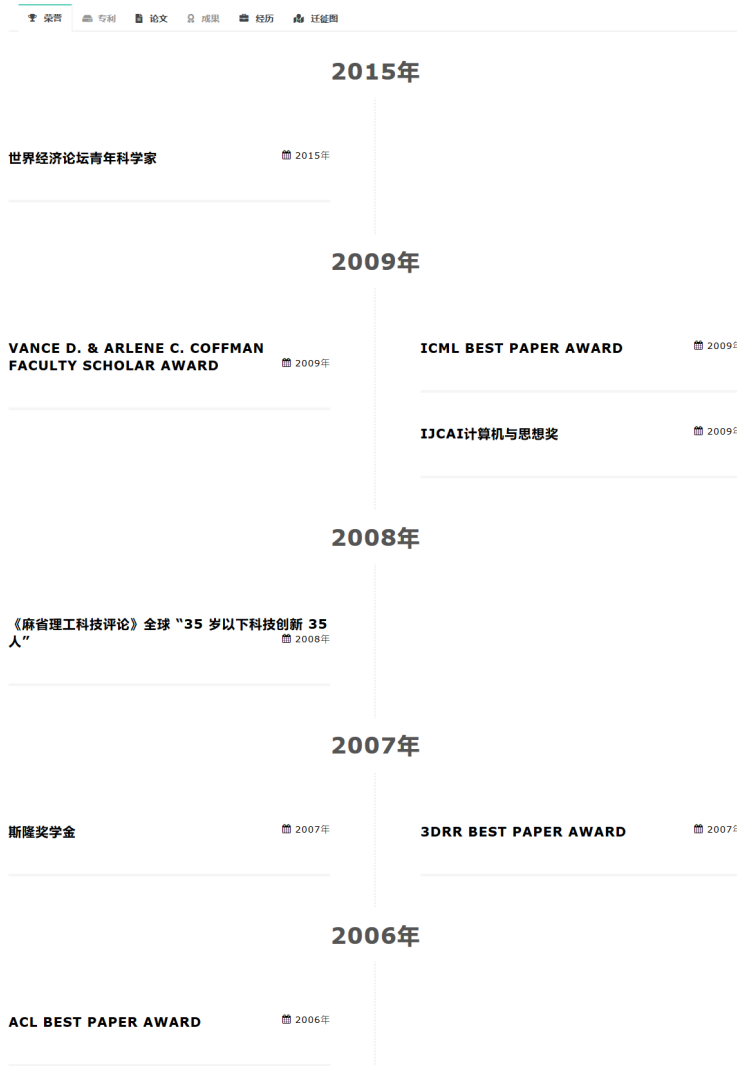 荣誉 专利 论文 成果 经历 迁徙图
2015年
世界经济论坛青年科学家 2015年
2009年
VANCE D. & ARLENE C. COFFMAN
FACULTY SCHOLAR AWARD 2009年
ICML BEST PAPER AWARD 2009
IJCAI计算机与思想奖 2009
2008年
《麻省理工科技评论》全球“35 岁以下科技创新 35
人” 2008年
2007年
斯隆奖学金 2007年
3DRR BEST PAPER AWARD 2007
2006年
ACL BEST PAPER AWARD 2006年